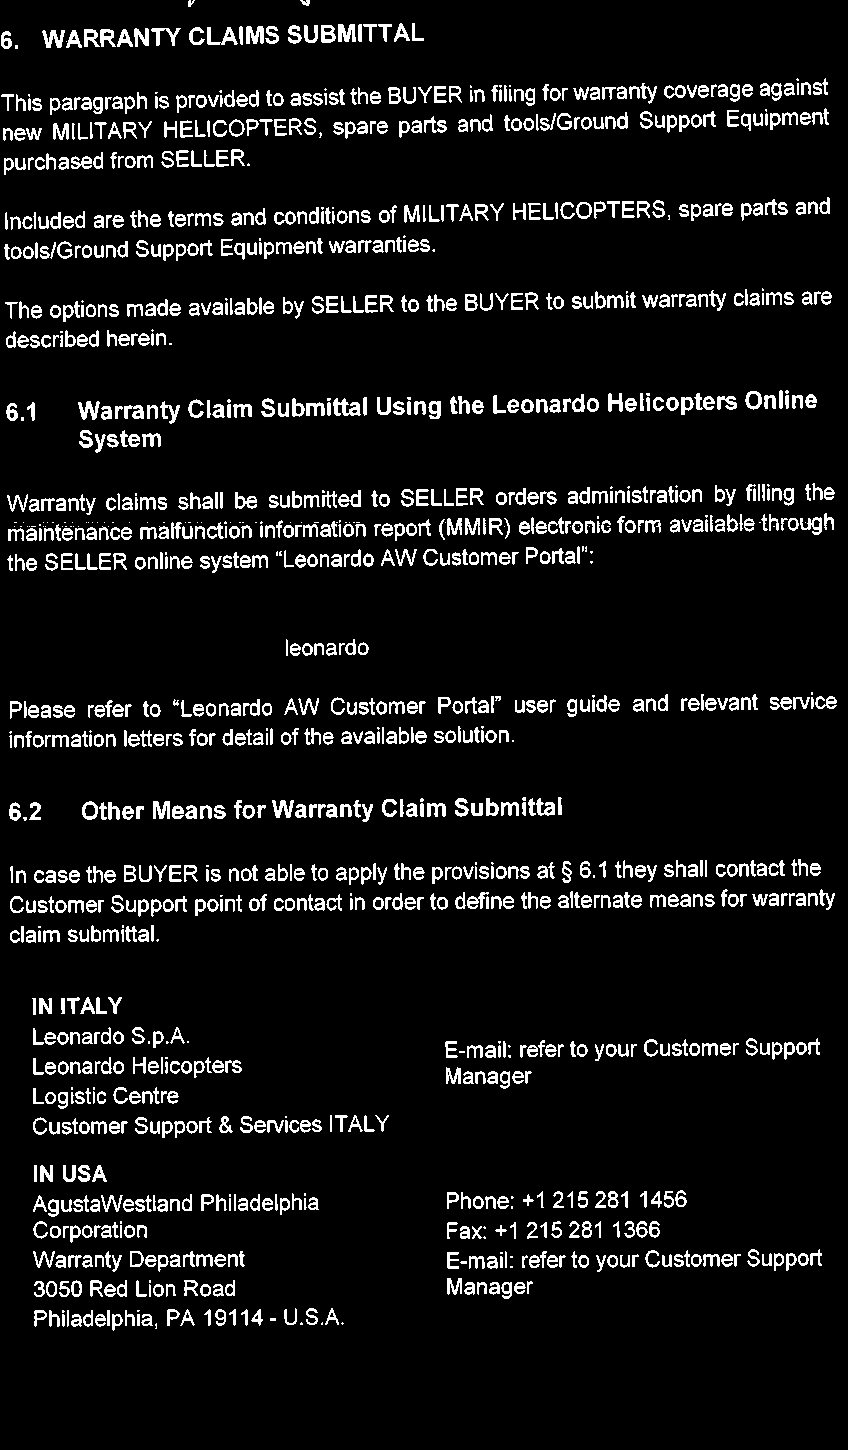 6. WARRANTY CLAIMS SUBMITTAL
This paragraph is provided to assist the BUYER in filing for warranty coverage against
new MILITARY HELICOPTERS, spare parts and tools/Ground Support Equipment
purchased from SELLER.
Included are the terms and conditions of MILITARY HELICOPTERS, spare parts and
tools/Ground Support Equipment warranties.
The options made available by SELLER to the BUYER to submit warranty claims are
described herein.
6.1 Warranty Claim Submittal Using the Leonardo Helicopters Online
System
Warranty claims shall be submitted to SELLER orders administration by filling the
maintenance malfunction information report (MMIR) electronic form available through
the SELLER online system "Leonardo AW Customer Portal":
leonardo
Please refer to "Leonardo AW Customer Portal" user guide and relevant service
information letters for detail of the available solution.
6.2 Other Means for Warranty Claim Submittal
In case the BUYER is not able to apply the provisions at § 6.1 they shall contact the
Customer Support point of contact in order to define the alternate means for warranty
claim submittal.
IN ITALY
Leonardo S.p.A.
Leonardo Helicopters
Logistic Centre
Customer Support & Services ITALY
E-mail: refer to your Customer Support
Manager
IN USA
AgustaWestland Philadelphia
Corporation
Warranty Department
3050 Red Lion Road
Philadelphia, PA 19114 - U.S.A.
Phone: +1 215 281 1456
Fax: +1 215 281 1366
E-mail: refer to your Customer Support
Manager